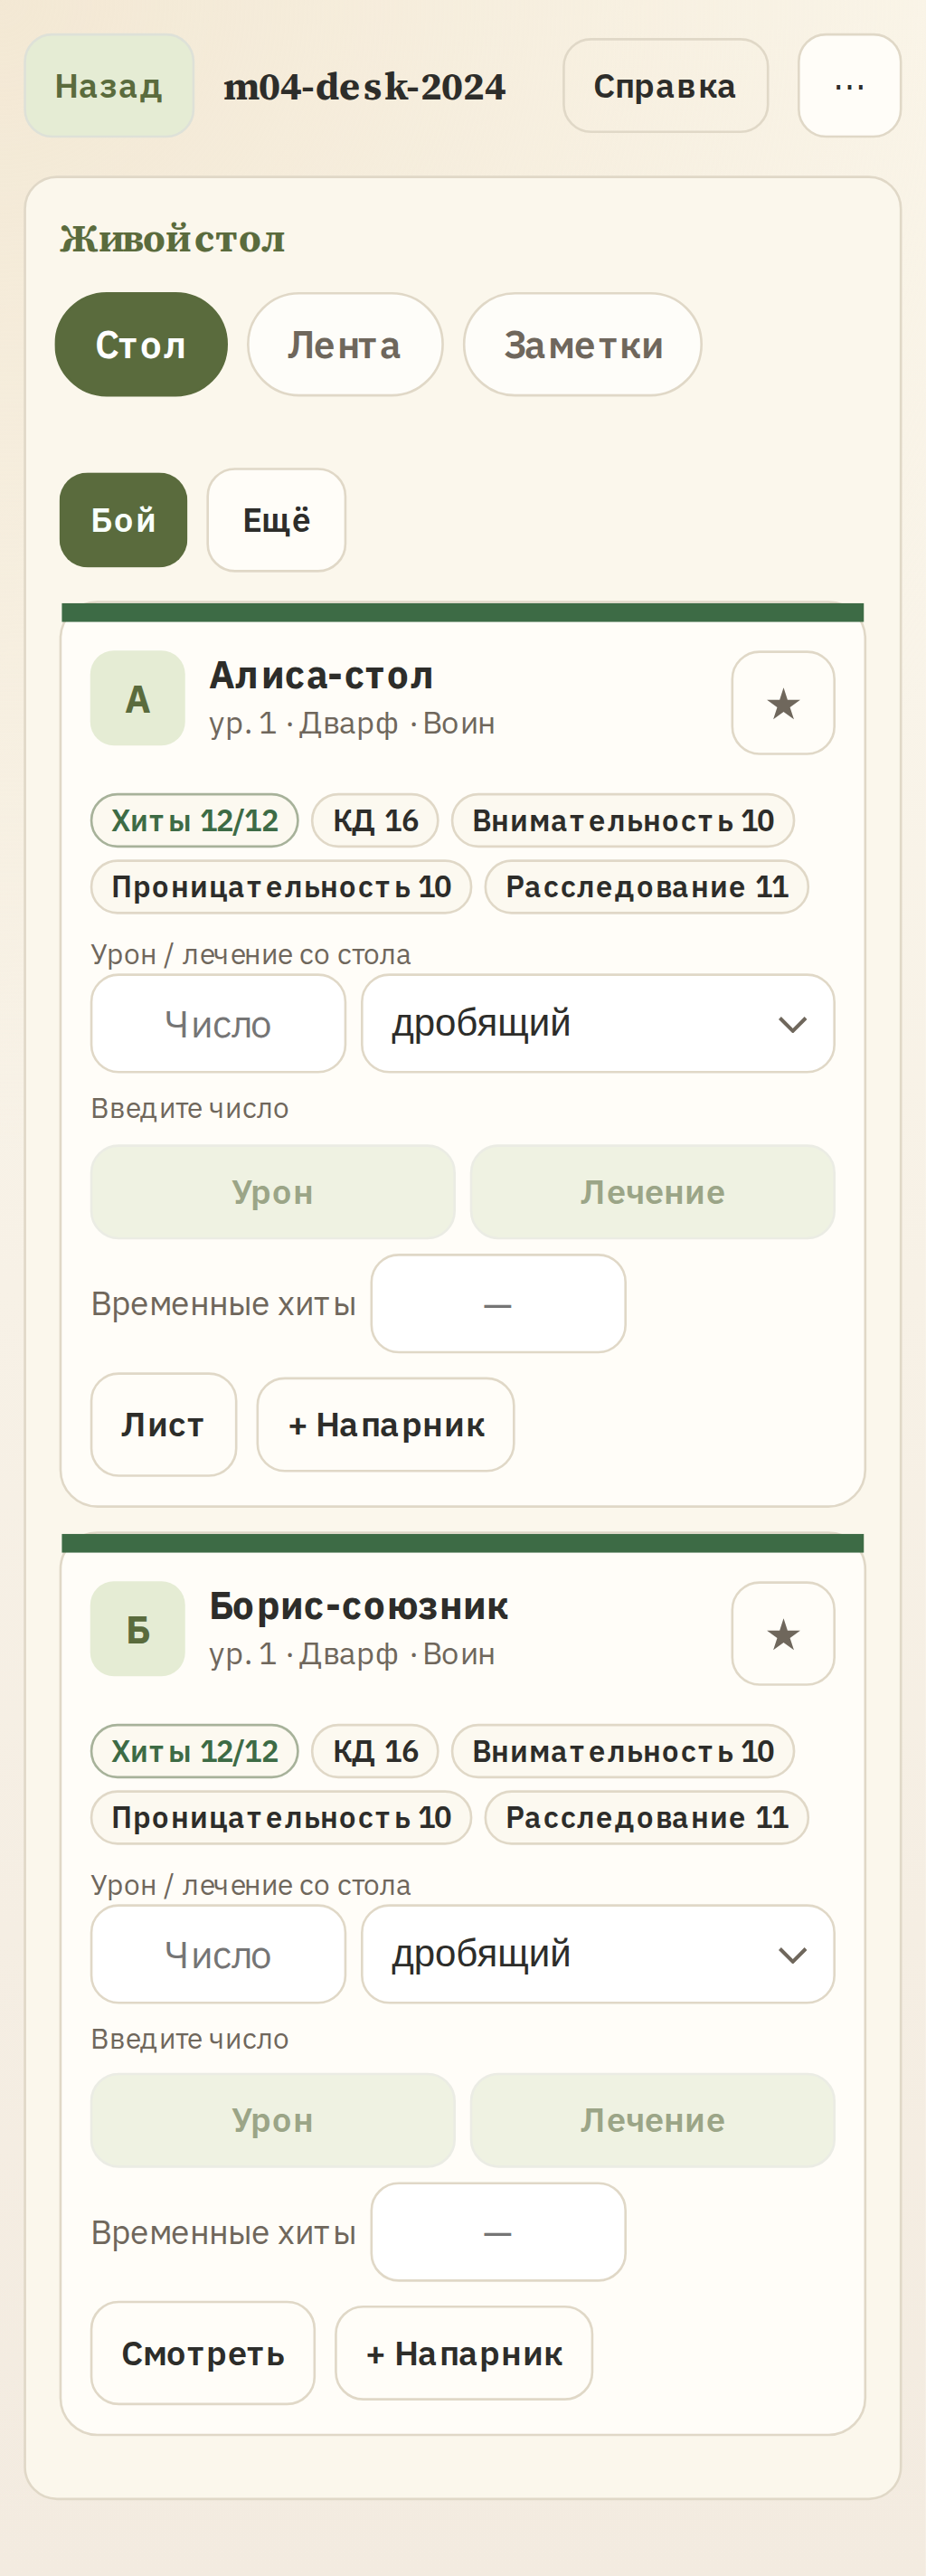 Назад m04-desk-2024 Справка ...
Живой стол
Стол Лента Заметки
Бой Ещё
А Алиса-стол ★
ур. 1 · Дварф · Воин
Хиты 12/12 КД 16 Внимательность 10
Проницательность 10 Расследование 11
Урон / лечение со стола
Число дробящий
Введите число
Урон Лечение
Временные хиты —
Лист + Напарник
Б Борис-союзник ★
ур. 1 · Дварф · Воин
Хиты 12/12 КД 16 Внимательность 10
Проницательность 10 Расследование 11
Урон / лечение со стола
Число дробящий
Введите число
Урон Лечение
Временные хиты —
Смотреть + Напарник